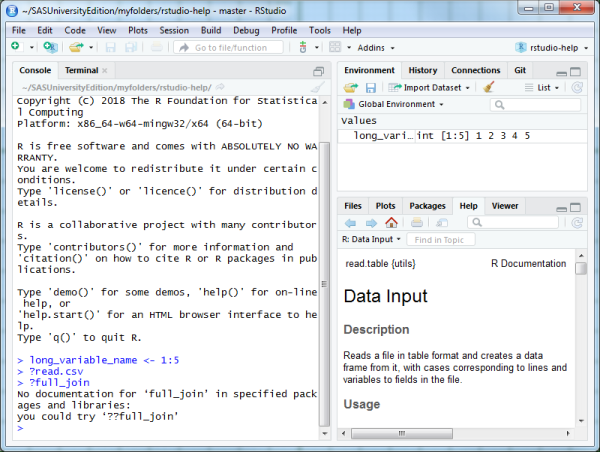 ~/SASUniversityEdition/myfolders/rstudio-help - master - RStudio
File Edit Code View Plots Session Build Debug Profile Tools Help
Go to file/function Addins rstudio-help
Console Terminal
~/SASUniversityEdition/myfolders/rstudio-help/
Copyright (C) 2018 The R Foundation for Statistica
l Computing
Platform: x86_64-w64-mingw32/x64 (64-bit)
R is free software and comes with ABSOLUTELY NO WA
RRANTY.
You are welcome to redistribute it under certain c
onditions.
Type 'license()' or 'licence()' for distribution d
etails.
R is a collaborative project with many contributor
s.
Type 'contributors()' for more information and
'citation()' on how to cite R or R packages in pub
lications.
Type 'demo()' for some demos, 'help()' for on-line
help, or
'help.start()' for an HTML browser interface to he
lp.
Type 'q()' to quit R.
> long_variable_name <- 1:5
> ?read.csv
> ?full_join
No documentation for ‘full_join’ in specified pack
ages and libraries:
you could try ‘??full_join’
>
Environment History Connections Git
Import Dataset List
Global Environment
values
long_vari… int [1:5] 1 2 3 4 5
Files Plots Packages Help Viewer
R: Data Input Find in Topic
read.table {utils} R Documentation
Data Input
Description
Reads a file in table format and creates a data
frame from it, with cases corresponding to lines and
variables to fields in the file.
Usage